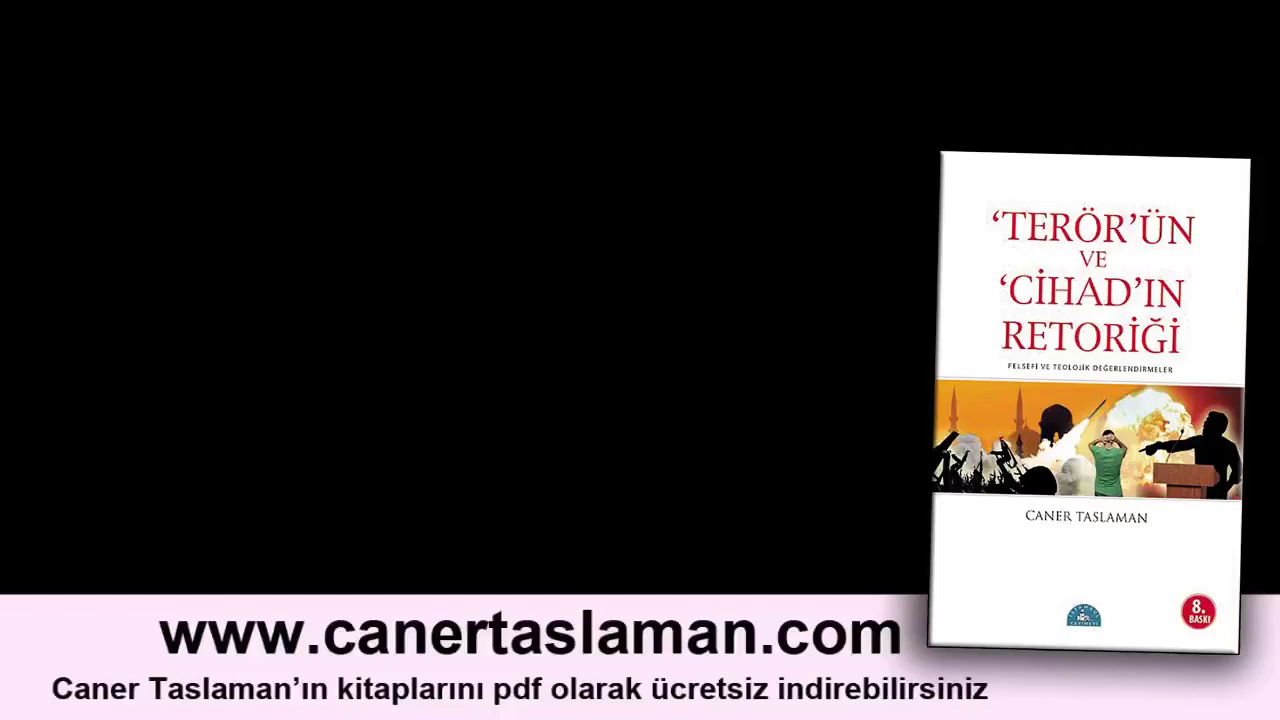 ‘TERÖR’ÜN
VE
‘CİHAD’IN
RETORİĞİ
FELSEFİ VE TEOLOJİK DEĞERLENDİRMELER
CANER TASLAMAN
8.
BASKI
www.canertaslaman.com
Caner Taslaman’ın kitaplarını pdf olarak ücretsiz indirebilirsiniz